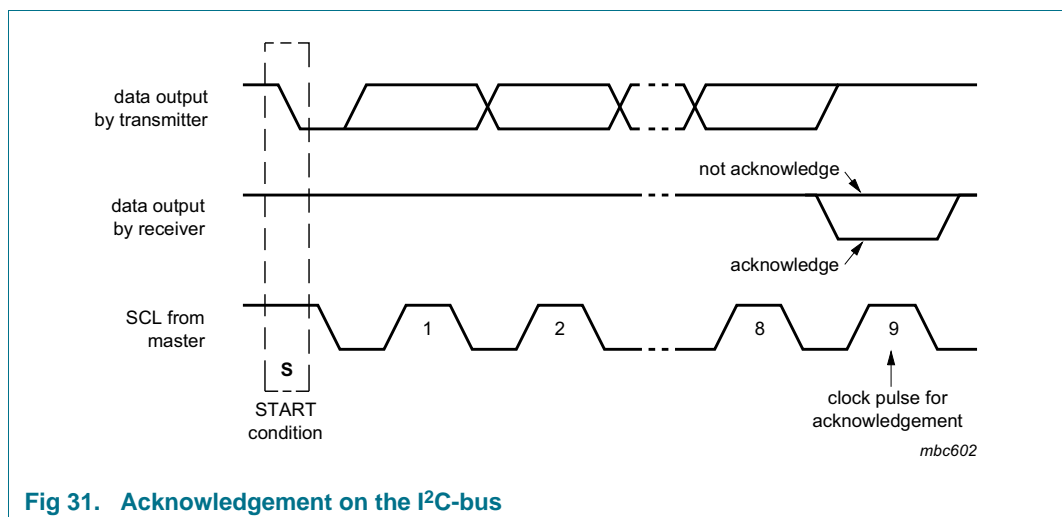 data output
by transmitter
not acknowledge
data output
by receiver
acknowledge
SCL from
master
1
2
8
9
S
START
condition
clock pulse for
acknowledgement
mbc602
Fig 31. Acknowledgement on the I²C-bus